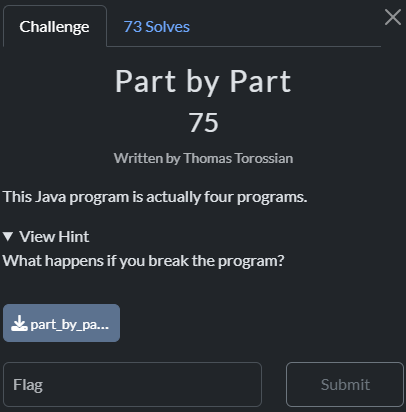 Challenge
73 Solves
Part by Part
75
Written by Thomas Torossian
This Java program is actually four programs.
▼ View Hint
What happens if you break the program?
part_by_pa...
Flag
Submit